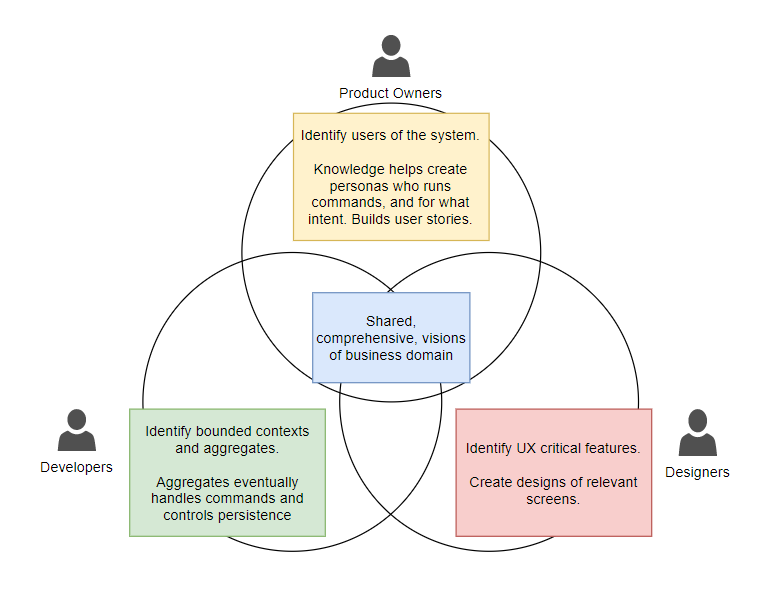 Product Owners
Identify users of the system.
Knowledge helps create
personas who runs
commands, and for what
intent. Builds user stories.
Shared,
comprehensive, visions
of business domain
Developers
Identify bounded contexts
and aggregates.
Aggregates eventually
handles commands and
controls persistence
Identify UX critical features.
Create designs of relevant
screens.
Designers